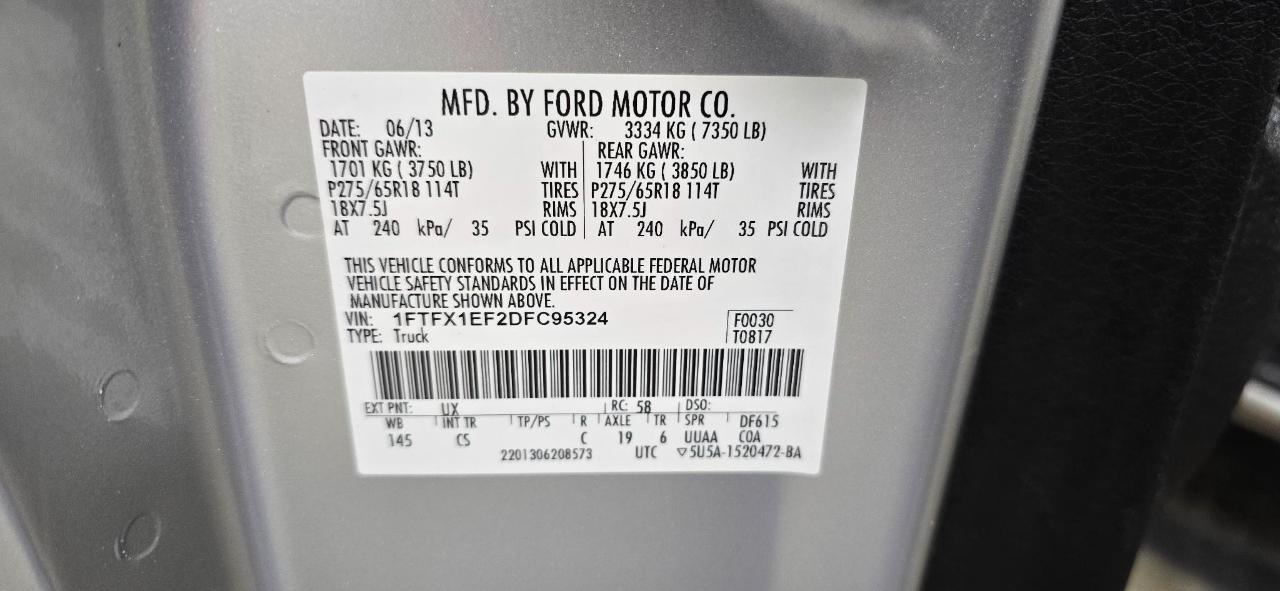 MFD. BY FORD MOTOR CO.
DATE: 06/13 GVWR: 3334 KG ( 7350 LB)
FRONT GAWR: REAR GAWR:
1701 KG ( 3750 LB) WITH 1746 KG ( 3850 LB) WITH
P275/65R18 114T TIRES P275/65R18 114T TIRES
18X7.5J RIMS 18X7.5J RIMS
AT 240 kPa/ 35 PSI COLD AT 240 kPa/ 35 PSI COLD
THIS VEHICLE CONFORMS TO ALL APPLICABLE FEDERAL MOTOR
VEHICLE SAFETY STANDARDS IN EFFECT ON THE DATE OF
MANUFACTURE SHOWN ABOVE.
VIN: 1FTFX1EF2DFC95324 F0030
TYPE: Truck T0817
EXT PNT: UX RC: 58 DSO:
WB INT TR TP/PS R AXLE TR SPR DF615
145 CS C 19 6 UUAA COA
2201306208573 UTC ▽5U5A-1520472-BA